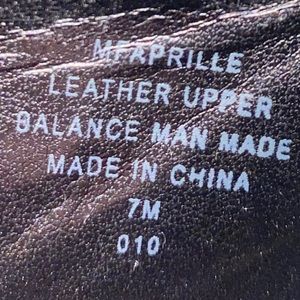 MFAPRILLE
LEATHER UPPER
BALANCE MAN MADE
MADE IN CHINA
7M
010